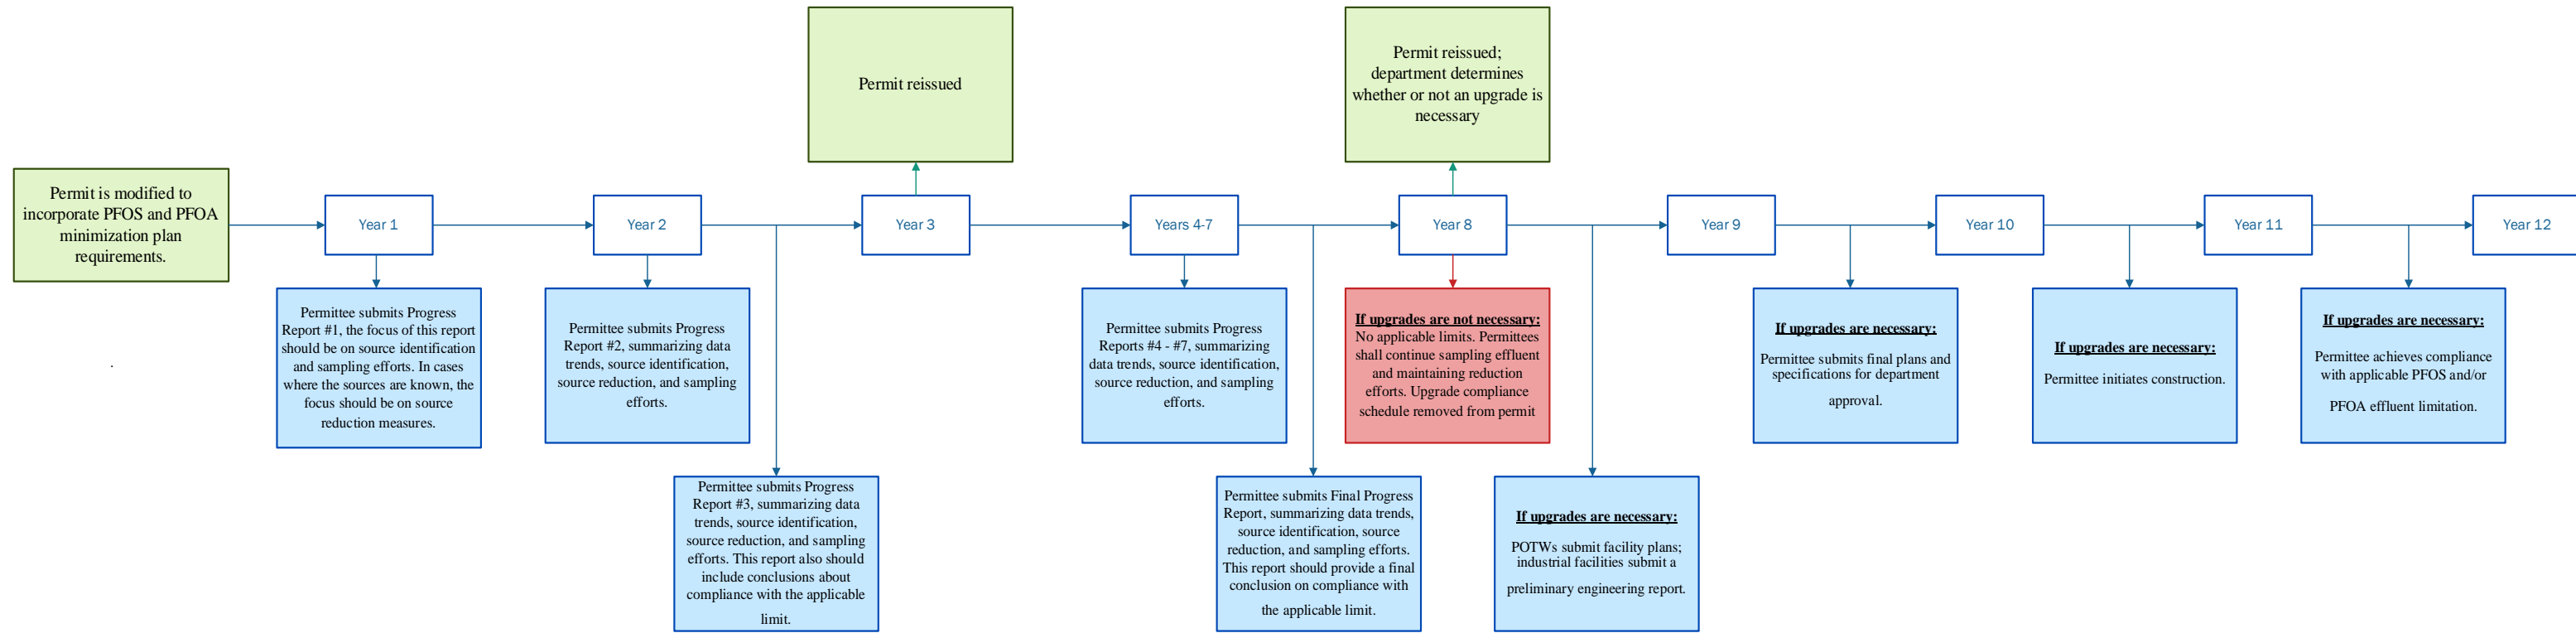 Permit reissued
Permit reissued;
department determines
whether or not an upgrade is
necessary
Permit is modified to
incorporate PFOS and PFOA
minimization plan
requirements.
Year 1
Year 2
Year 3
Years 4-7
Year 8
Year 9
Year 10
Year 11
Year 12
Permittee submits Progress
Report #1, the focus of this report
should be on source identification
and sampling efforts. In cases
where the sources are known, the
focus should be on source
reduction measures.
Permittee submits Progress
Report #2, summarizing data
trends, source identification,
source reduction, and sampling
efforts.
Permittee submits Progress
Reports #4 - #7, summarizing
data trends, source identification,
source reduction, and sampling
efforts.
If upgrades are not necessary:
No applicable limits. Permittees
shall continue sampling effluent
and maintaining reduction
efforts. Upgrade compliance
schedule removed from permit
If upgrades are necessary:
Permittee submits final plans and
specifications for department
approval.
If upgrades are necessary:
Permittee initiates construction.
If upgrades are necessary:
Permittee achieves compliance
with applicable PFOS and/or
PFOA effluent limitation.
Permittee submits Progress
Report #3, summarizing data
trends, source identification,
source reduction, and sampling
efforts. This report also should
include conclusions about
compliance with the applicable
limit.
Permittee submits Final Progress
Report, summarizing data trends,
source identification, source
reduction, and sampling efforts.
This report should provide a final
conclusion on compliance with
the applicable limit.
If upgrades are necessary:
POTWs submit facility plans;
industrial facilities submit a
preliminary engineering report.